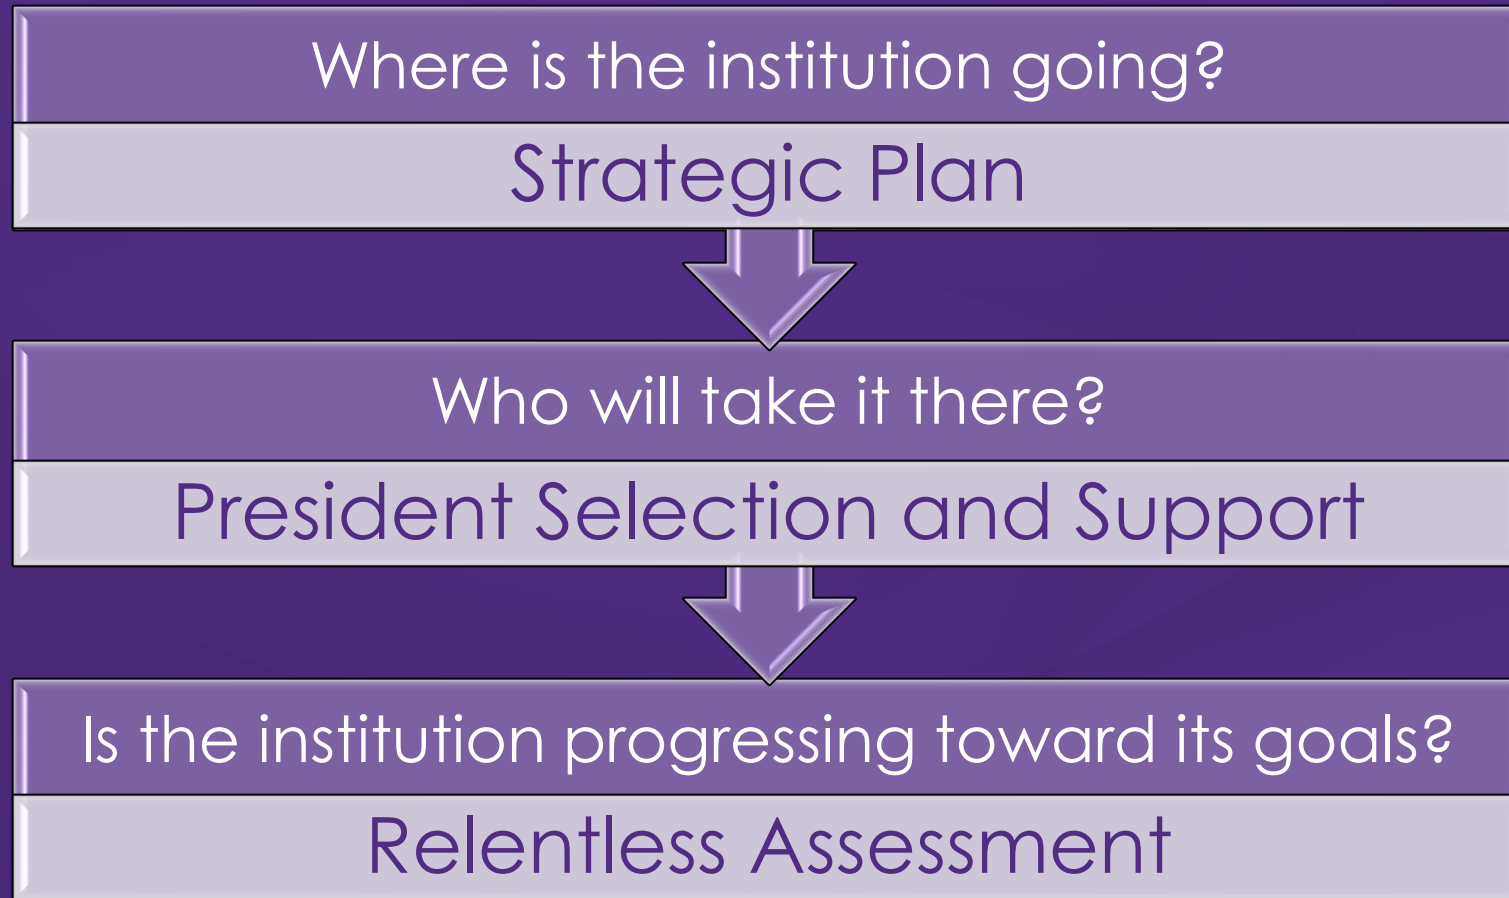 Where is the institution going?
Strategic Plan
Who will take it there?
President Selection and Support
Is the institution progressing toward its goals?
Relentless Assessment